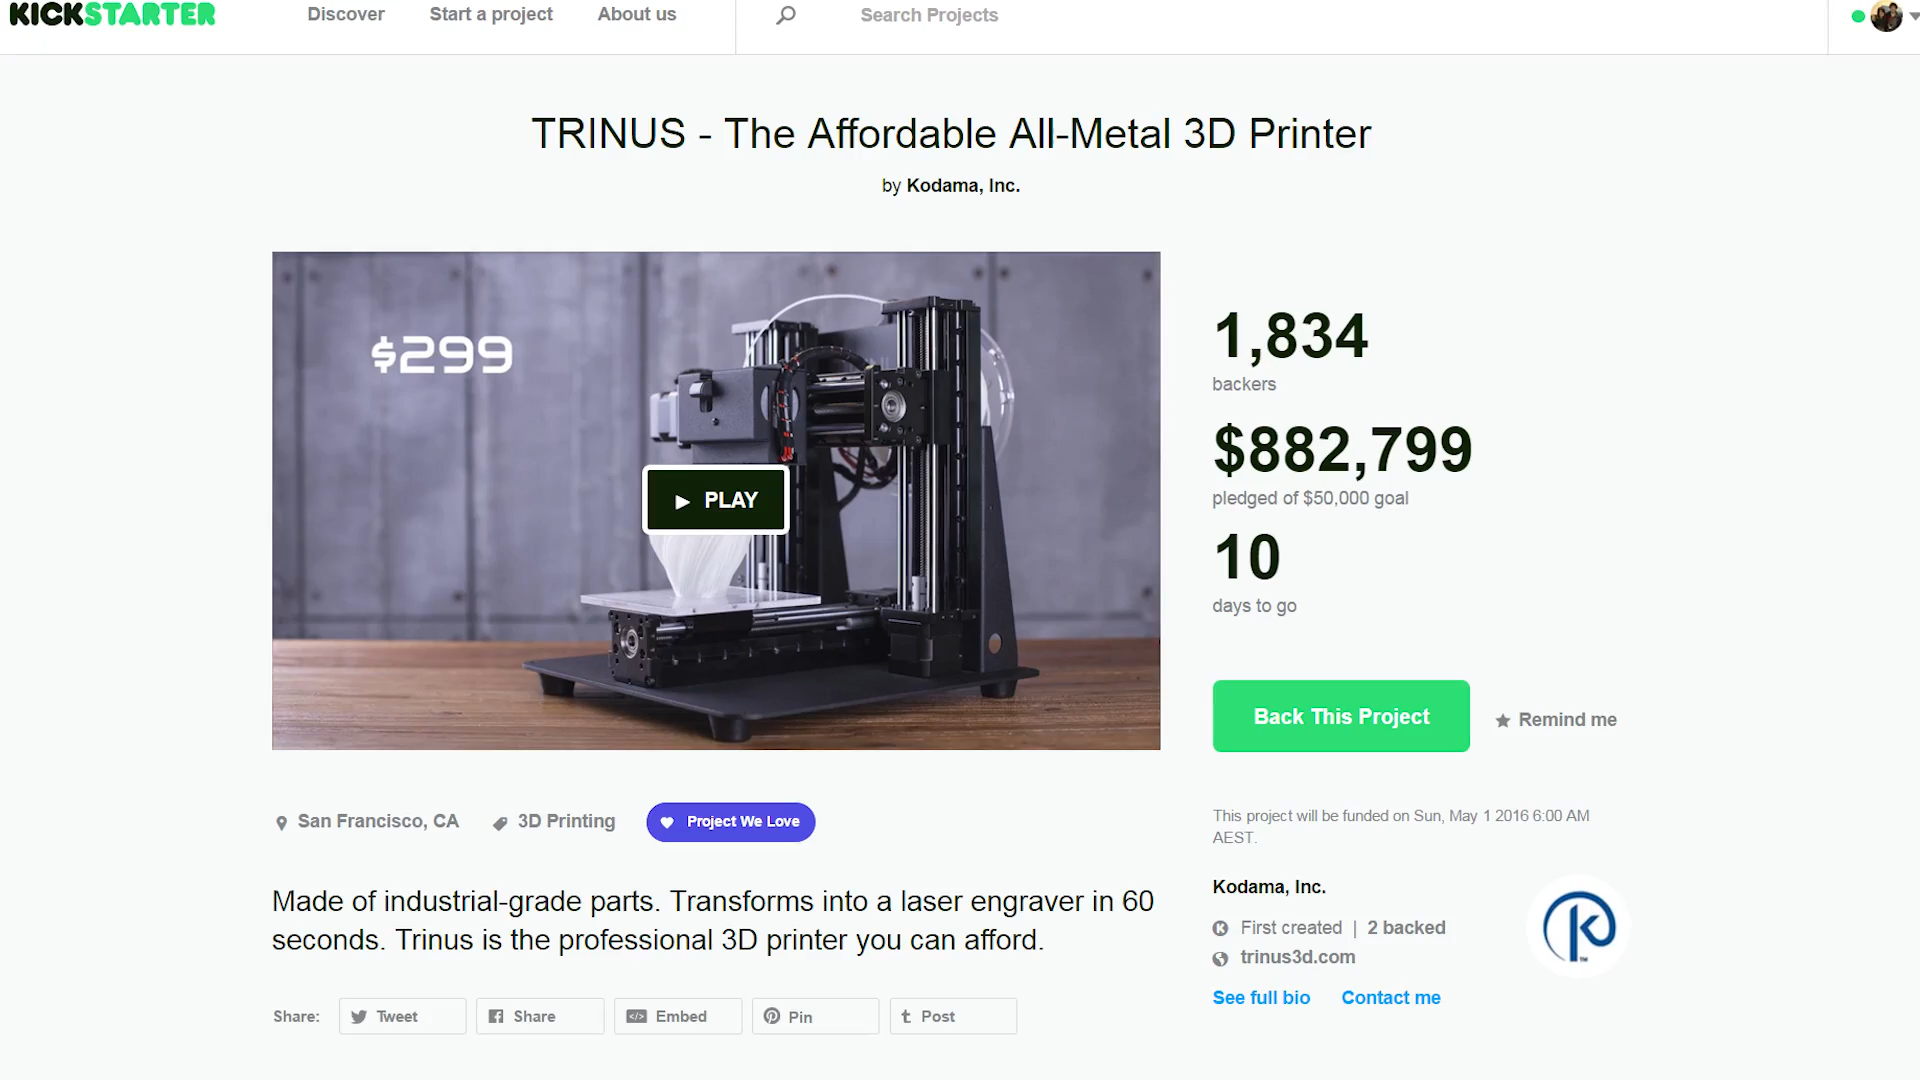 KICKSTARTER
Discover Start a project About us Search Projects
TRINUS - The Affordable All-Metal 3D Printer
by Kodama, Inc.
$299
PLAY
1,834
backers
$882,799
pledged of $50,000 goal
10
days to go
Back This Project Remind me
San Francisco, CA 3D Printing Project We Love
This project will be funded on Sun, May 1 2016 6:00 AM
AEST.
Made of industrial-grade parts. Transforms into a laser engraver in 60
seconds. Trinus is the professional 3D printer you can afford.
Kodama, Inc.
First created | 2 backed
trinus3d.com
See full bio Contact me
Share: Tweet Share Embed Pin Post